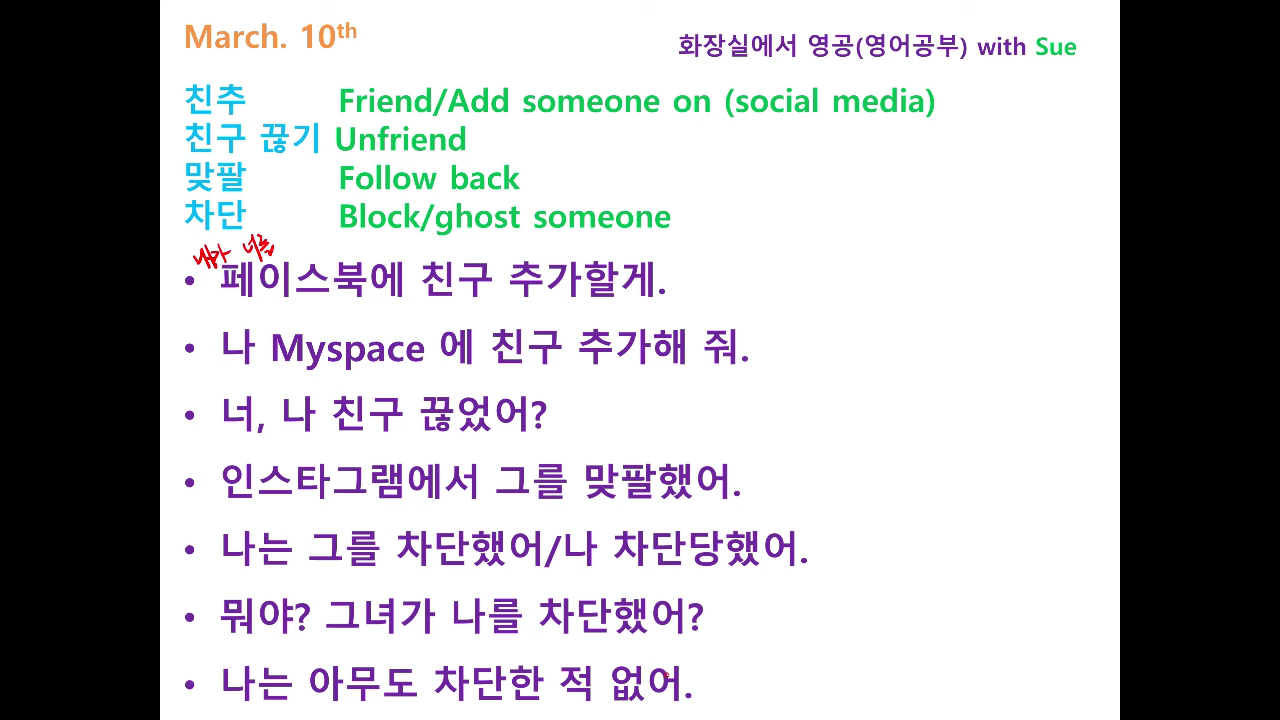 March. 10th
화장실에서 영공(영어공부) with Sue
친추 Friend/Add someone on (social media)
친구 끊기 Unfriend
맞팔 Follow back
차단 Block/ghost someone
• 페이스북에 친구 추가할게.
• 나 Myspace 에 친구 추가해 줘.
• 너, 나 친구 끊었어?
• 인스타그램에서 그를 맞팔했어.
• 나는 그를 차단했어/나 차단당했어.
• 뭐야? 그녀가 나를 차단했어?
• 나는 아무도 차단한 적 없어.